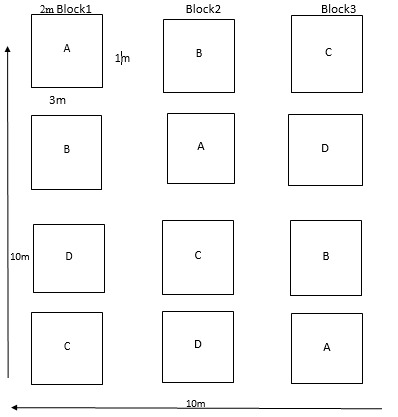 2m Block1 Block2 Block3
A B C
1m
3m
B A D
D C B
10m
C D A
10m